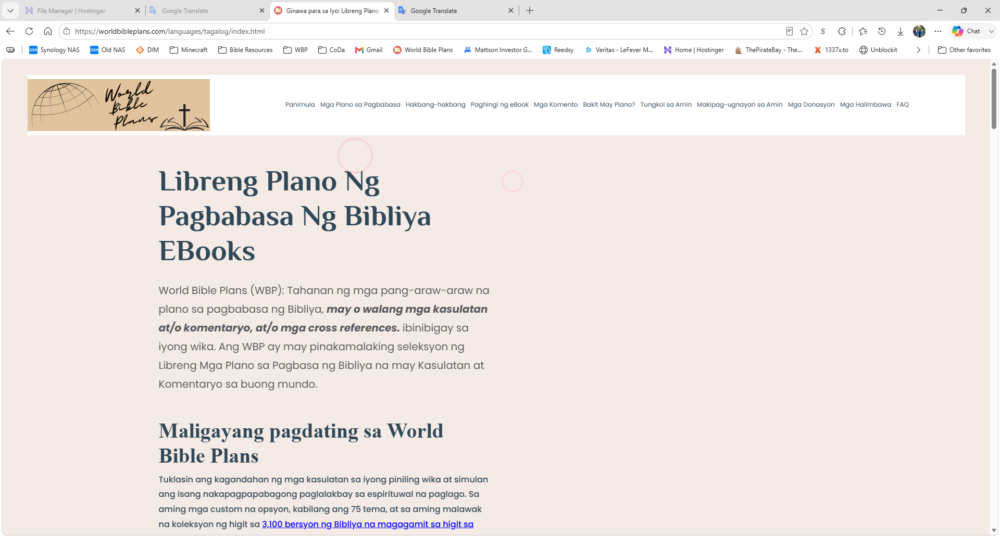 File Manager | Hostinger
Google Translate
Ginawa para sa Iyo: Libreng Plano
Google Translate
https://worldbibleplans.com/languages/tagalog/index.html
Chat
Synology NAS
Old NAS
DIM
Minecraft
Bible Resources
WBP
CoDa
Gmail
World Bible Plans
Mattson Investor G...
Reedsy
Veritas - LeFever M...
Home | Hostinger
ThePirateBay - The...
1337x.to
Unblockit
Other favorites
World
Bible
Plans
Panimula Mga Plano sa Pagbabasa Hakbang-hakbang Paghingi ng eBook Mga Komento Bakit May Plano? Tungkol sa Amin Makipag-ugnayan sa Amin Mga Donasyon Mga Halimbawa FAQ
Libreng Plano Ng
Pagbabasa Ng Bibliya
EBooks
World Bible Plans (WBP): Tahanan ng mga pang-araw-araw na
plano sa pagbabasa ng Bibliya, may o walang mga kasulatan
at/o komentaryo, at/o mga cross references. ibinibigay sa
iyong wika. Ang WBP ay may pinakamalaking seleksyon ng
Libreng Mga Plano sa Pagbasa ng Bibliya na may Kasulatan at
Komentaryo sa buong mundo.
Maligayang pagdating sa World
Bible Plans
Tuklasin ang kagandahan ng mga kasulatan sa iyong piniling wika at simulan
ang isang nakapagpapabagong paglalakbay sa espirituwal na paglago. Sa
aming mga custom na opsyon, kabilang ang 75 tema, at sa aming malawak
na koleksyon ng higit sa 3,100 bersyon ng Bibliya na magagamit sa higit sa